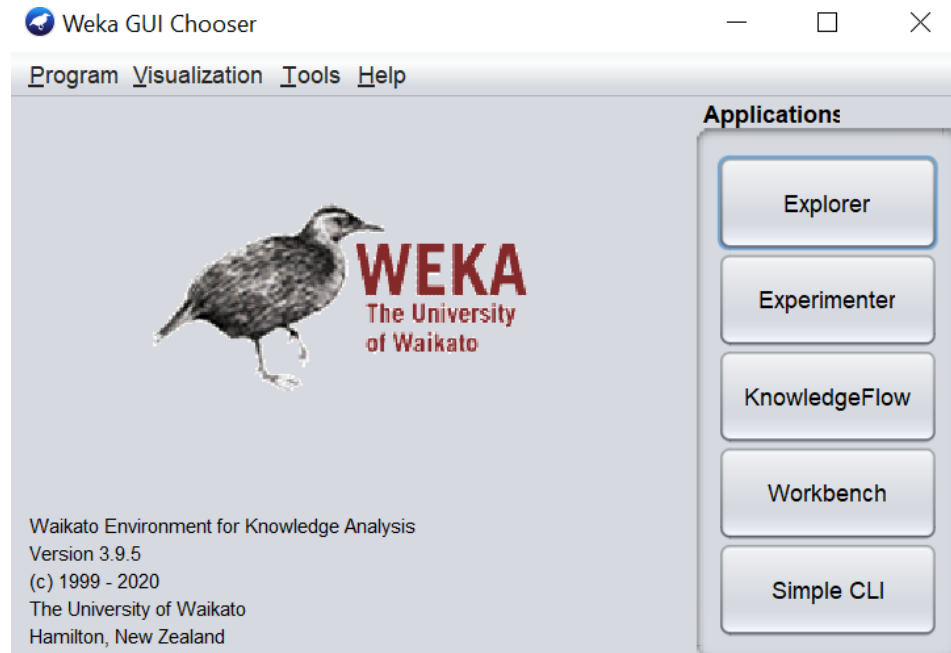 Weka GUI Chooser
Program Visualization Tools Help
Applications
Explorer
Experimenter
KnowledgeFlow
Workbench
Simple CLI
WEKA
The University
of Waikato
Waikato Environment for Knowledge Analysis
Version 3.9.5
(c) 1999 - 2020
The University of Waikato
Hamilton, New Zealand